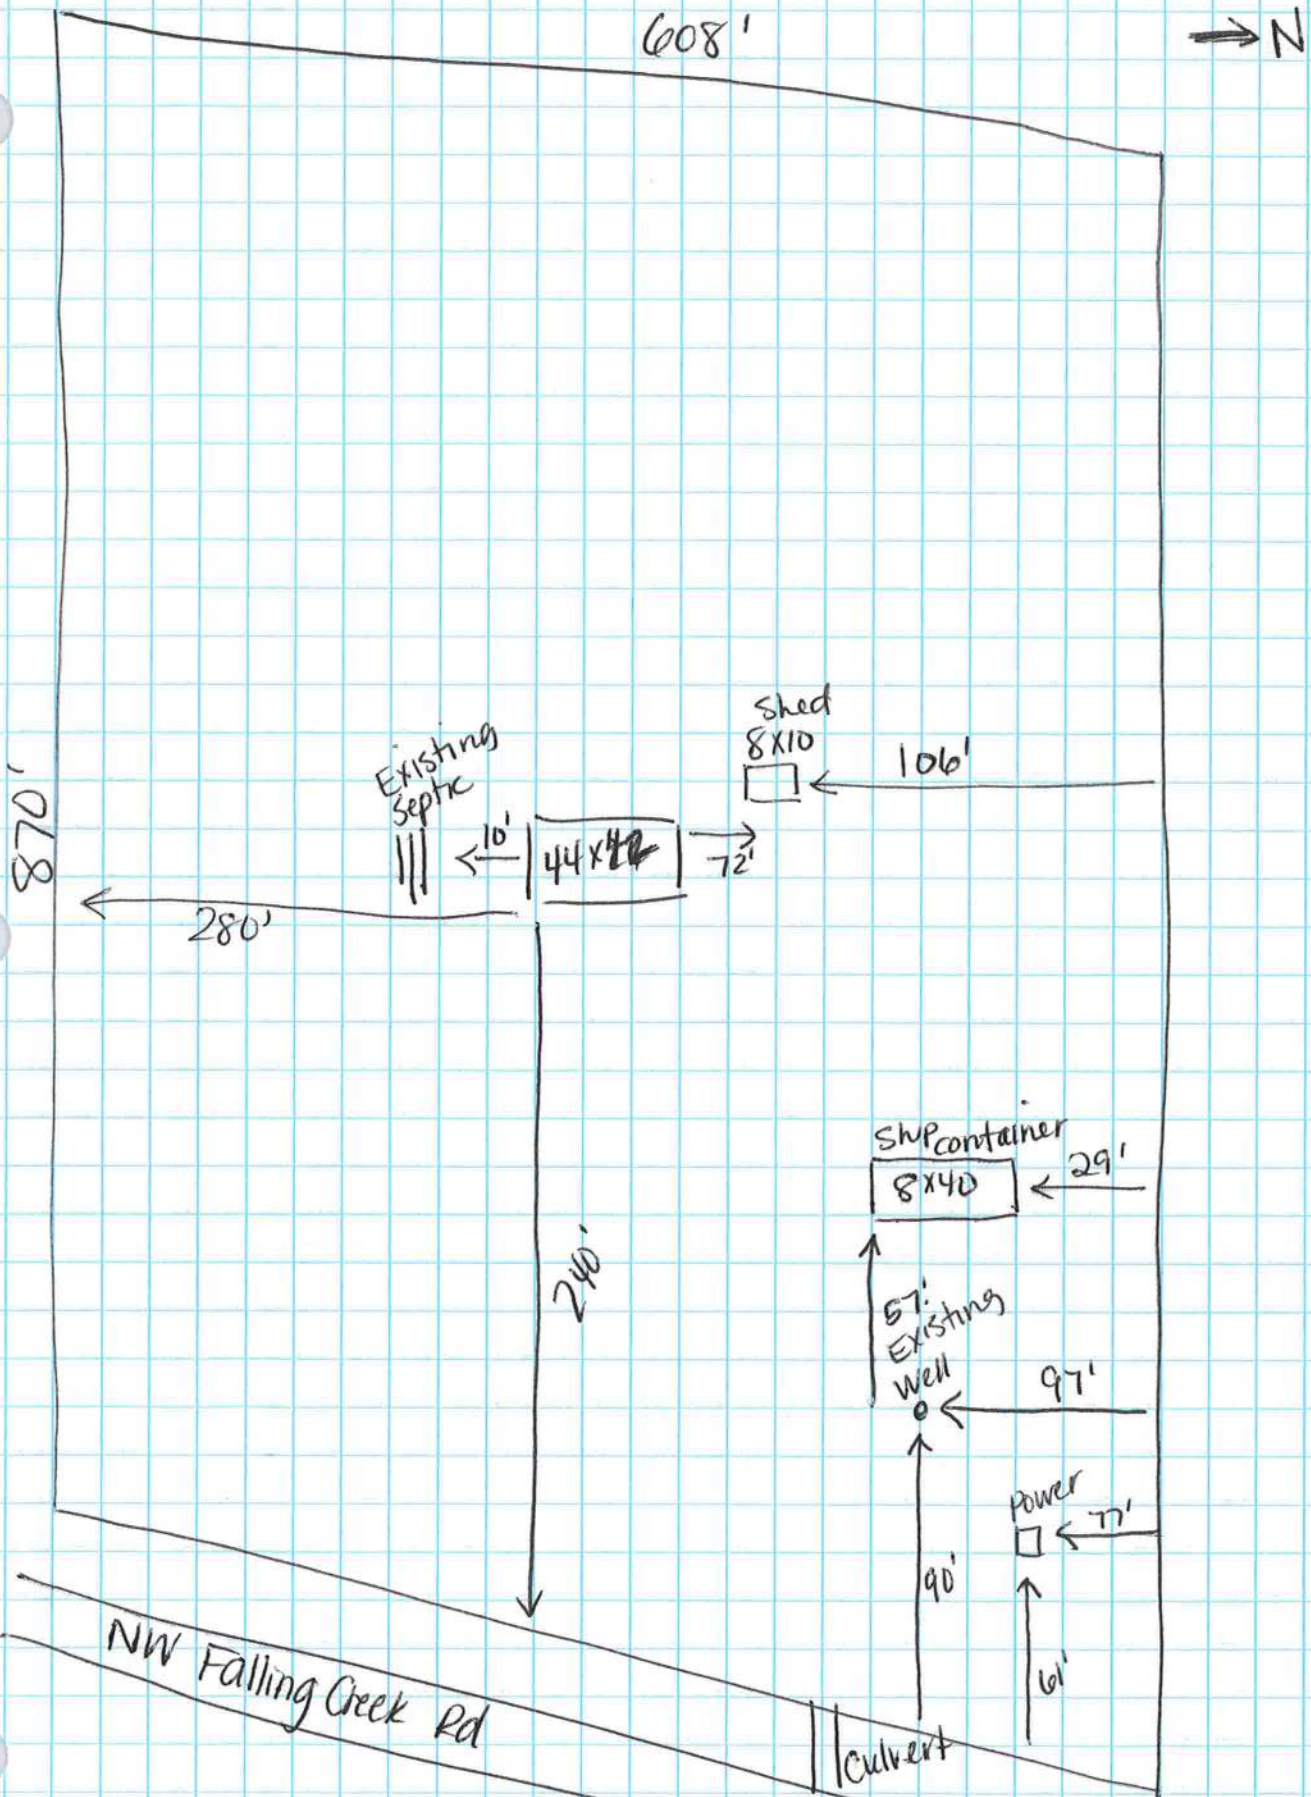 608'
→ N
Shed
8x10
106'
Existing
Septic
10'
44x
72'
870'
280'
Ship container
8x40
29'
240'
57'
Existing
Well
97'
Power
77'
90'
61'
NW Falling Creek Rd
Culvert